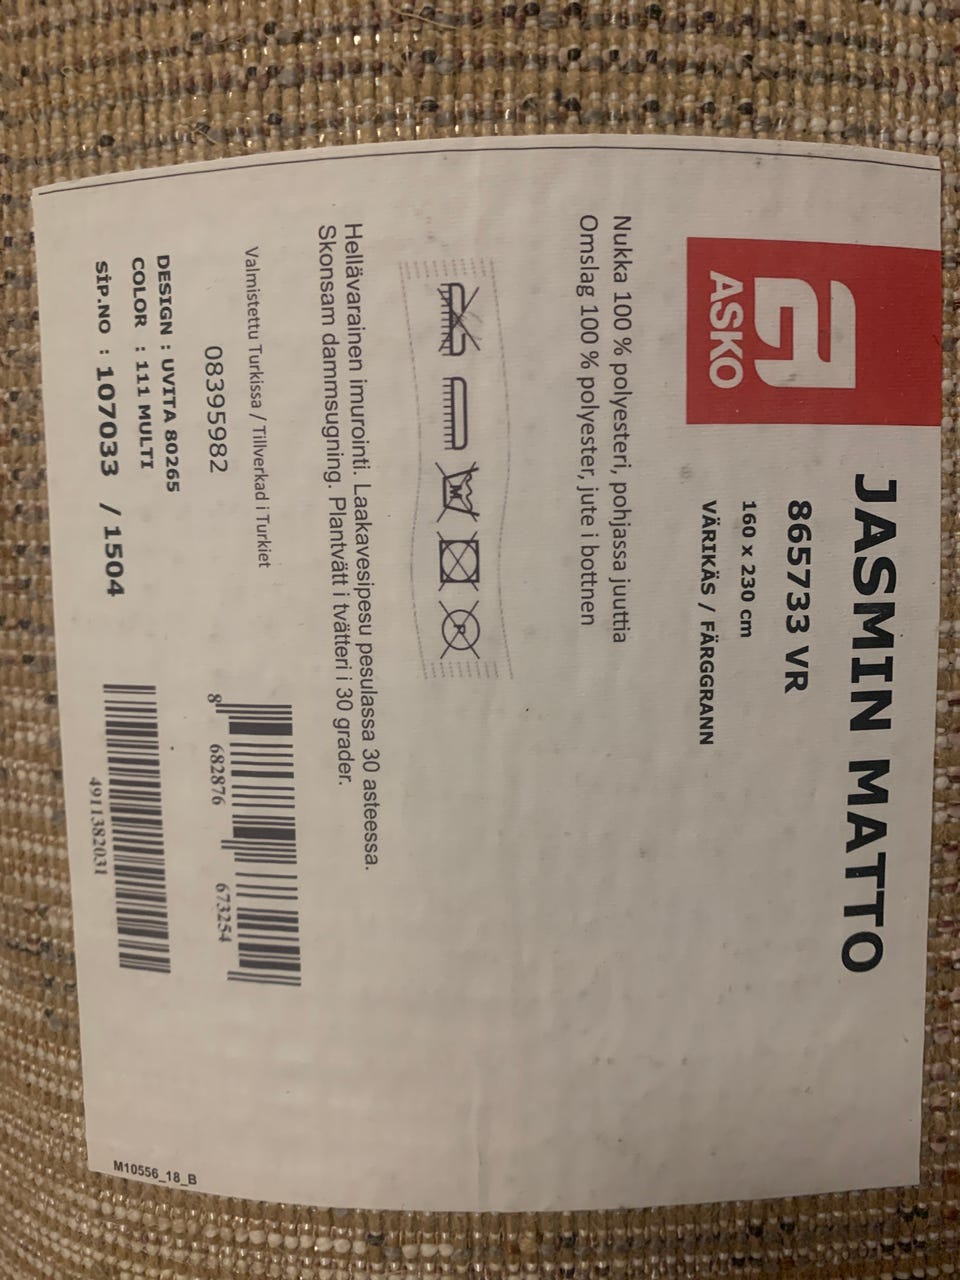 ASKO
JASMIN MATTO
865733 VR
160 x 230 cm
VÄRIKÄS / FÄRGGRANN
Nukka 100 % polyesteri, pohjassa juuttia
Omslag 100 % polyester, jute i bottnen
M
P
Hellävarainen imurointi. Laakavesipesu pesulassa 30 asteessa.
Skonsam dammsugning. Plantvätt i tvätteri i 30 grader.
Valmistettu Turkissa / Tillverkad i Turkiet
08395982
8 682876 673254
DESIGN : UVITA 80265
COLOR : 111 MULTI
SİP.NO : 107033 / 1504
4911382031
M10556_18_B